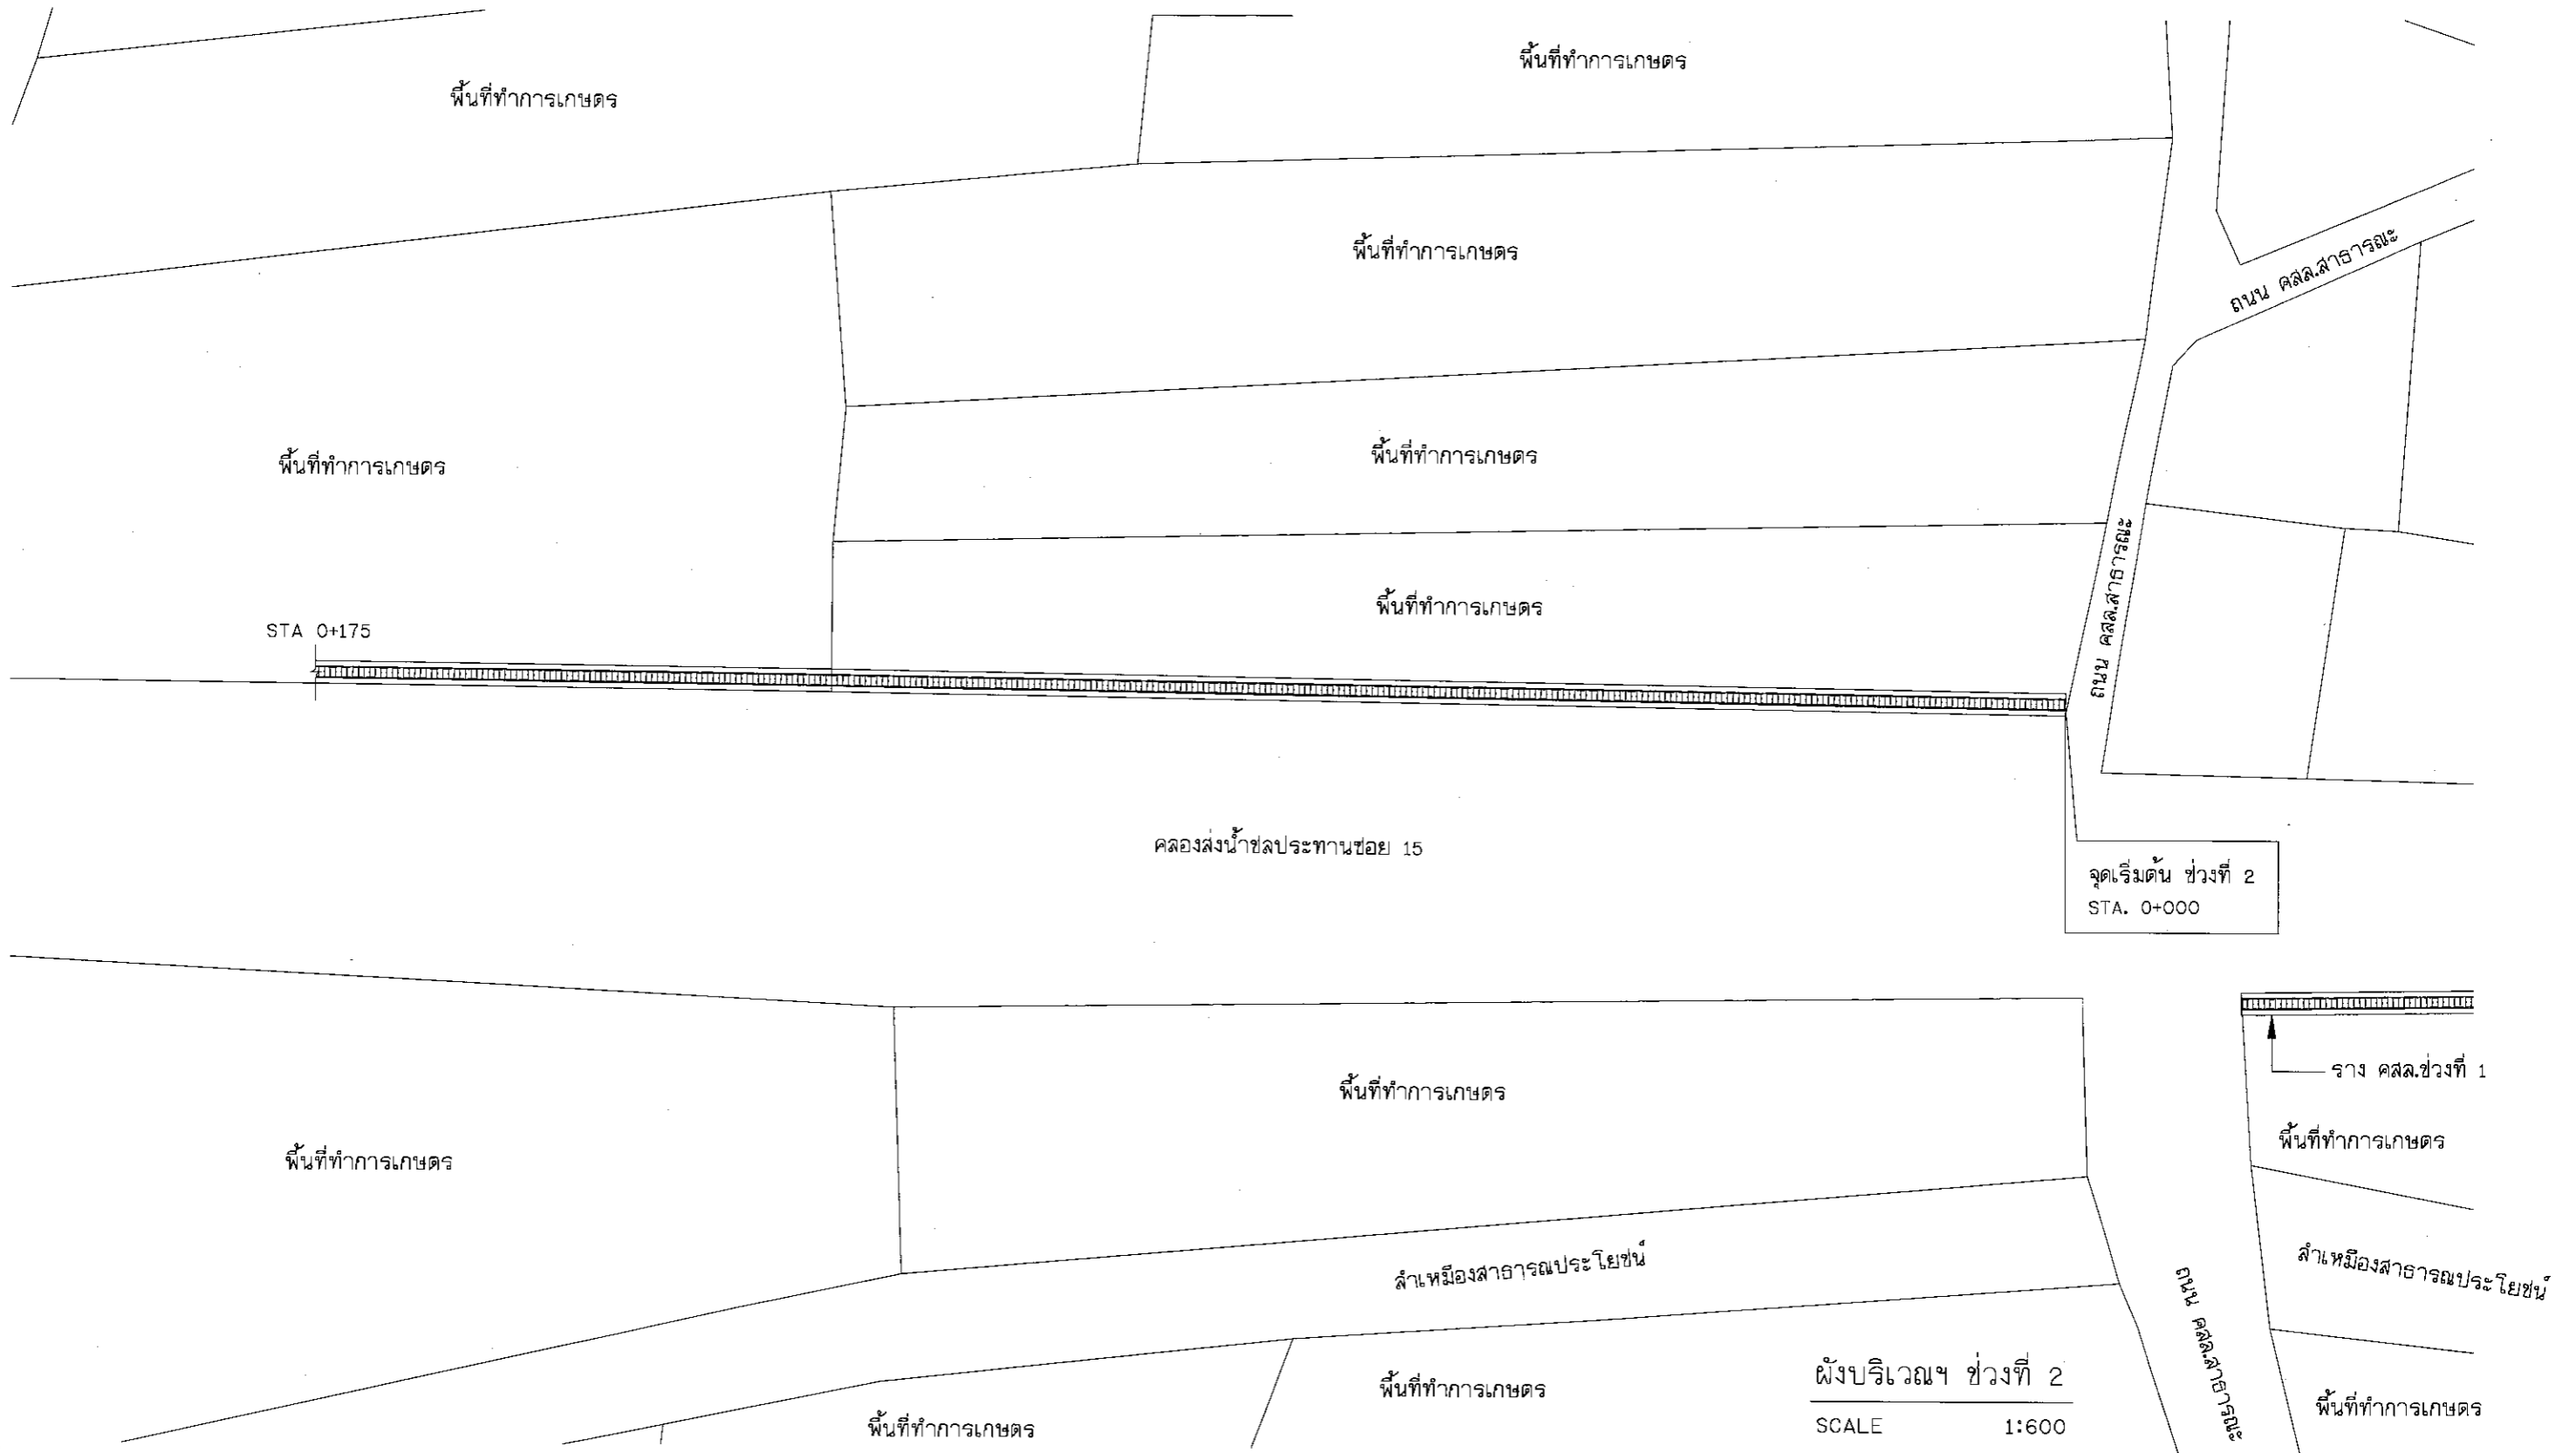 พื้นที่ทำการเกษตร
พื้นที่ทำการเกษตร
พื้นที่ทำการเกษตร
ถนน คสล.สาธารณะ
พื้นที่ทำการเกษตร
พื้นที่ทำการเกษตร
ถนน คสล.สาธารณะ
พื้นที่ทำการเกษตร
STA 0+175
คลองส่งน้ำชลประทานซอย 15
จุดเริ่มต้น ช่วงที่ 2
STA. 0+000
ราง คสล.ช่วงที่ 1
พื้นที่ทำการเกษตร
พื้นที่ทำการเกษตร
พื้นที่ทำการเกษตร
ลำเหมืองสาธารณประโยชน์
ลำเหมืองสาธารณประโยชน์
ถนน คสล.สาธารณะ
ผังบริเวณฯ ช่วงที่ 2
SCALE 1:600
พื้นที่ทำการเกษตร
พื้นที่ทำการเกษตร
พื้นที่ทำการเกษตร